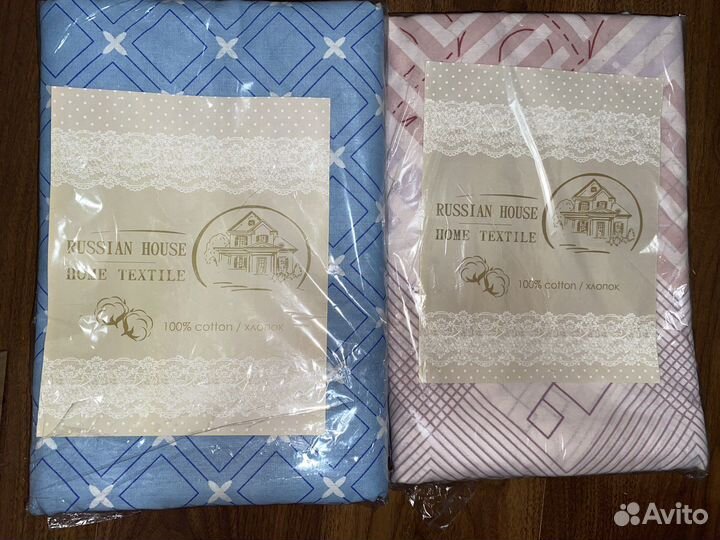 RUSSIAN HOUSE
HOME TEXTILE
100% cotton / хлопок
RUSSIAN HOUSE
HOME TEXTILE
100% cotton / хлопок
Avito